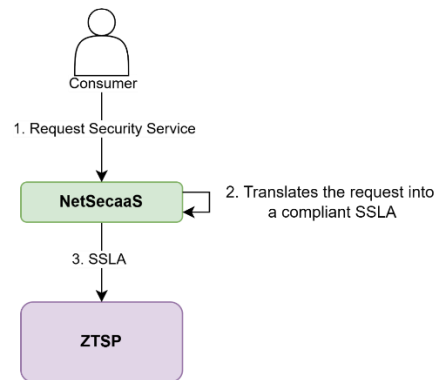 Consumer
1. Request Security Service
NetSecaaS
2. Translates the request into
a compliant SSLA
3. SSLA
ZTSP